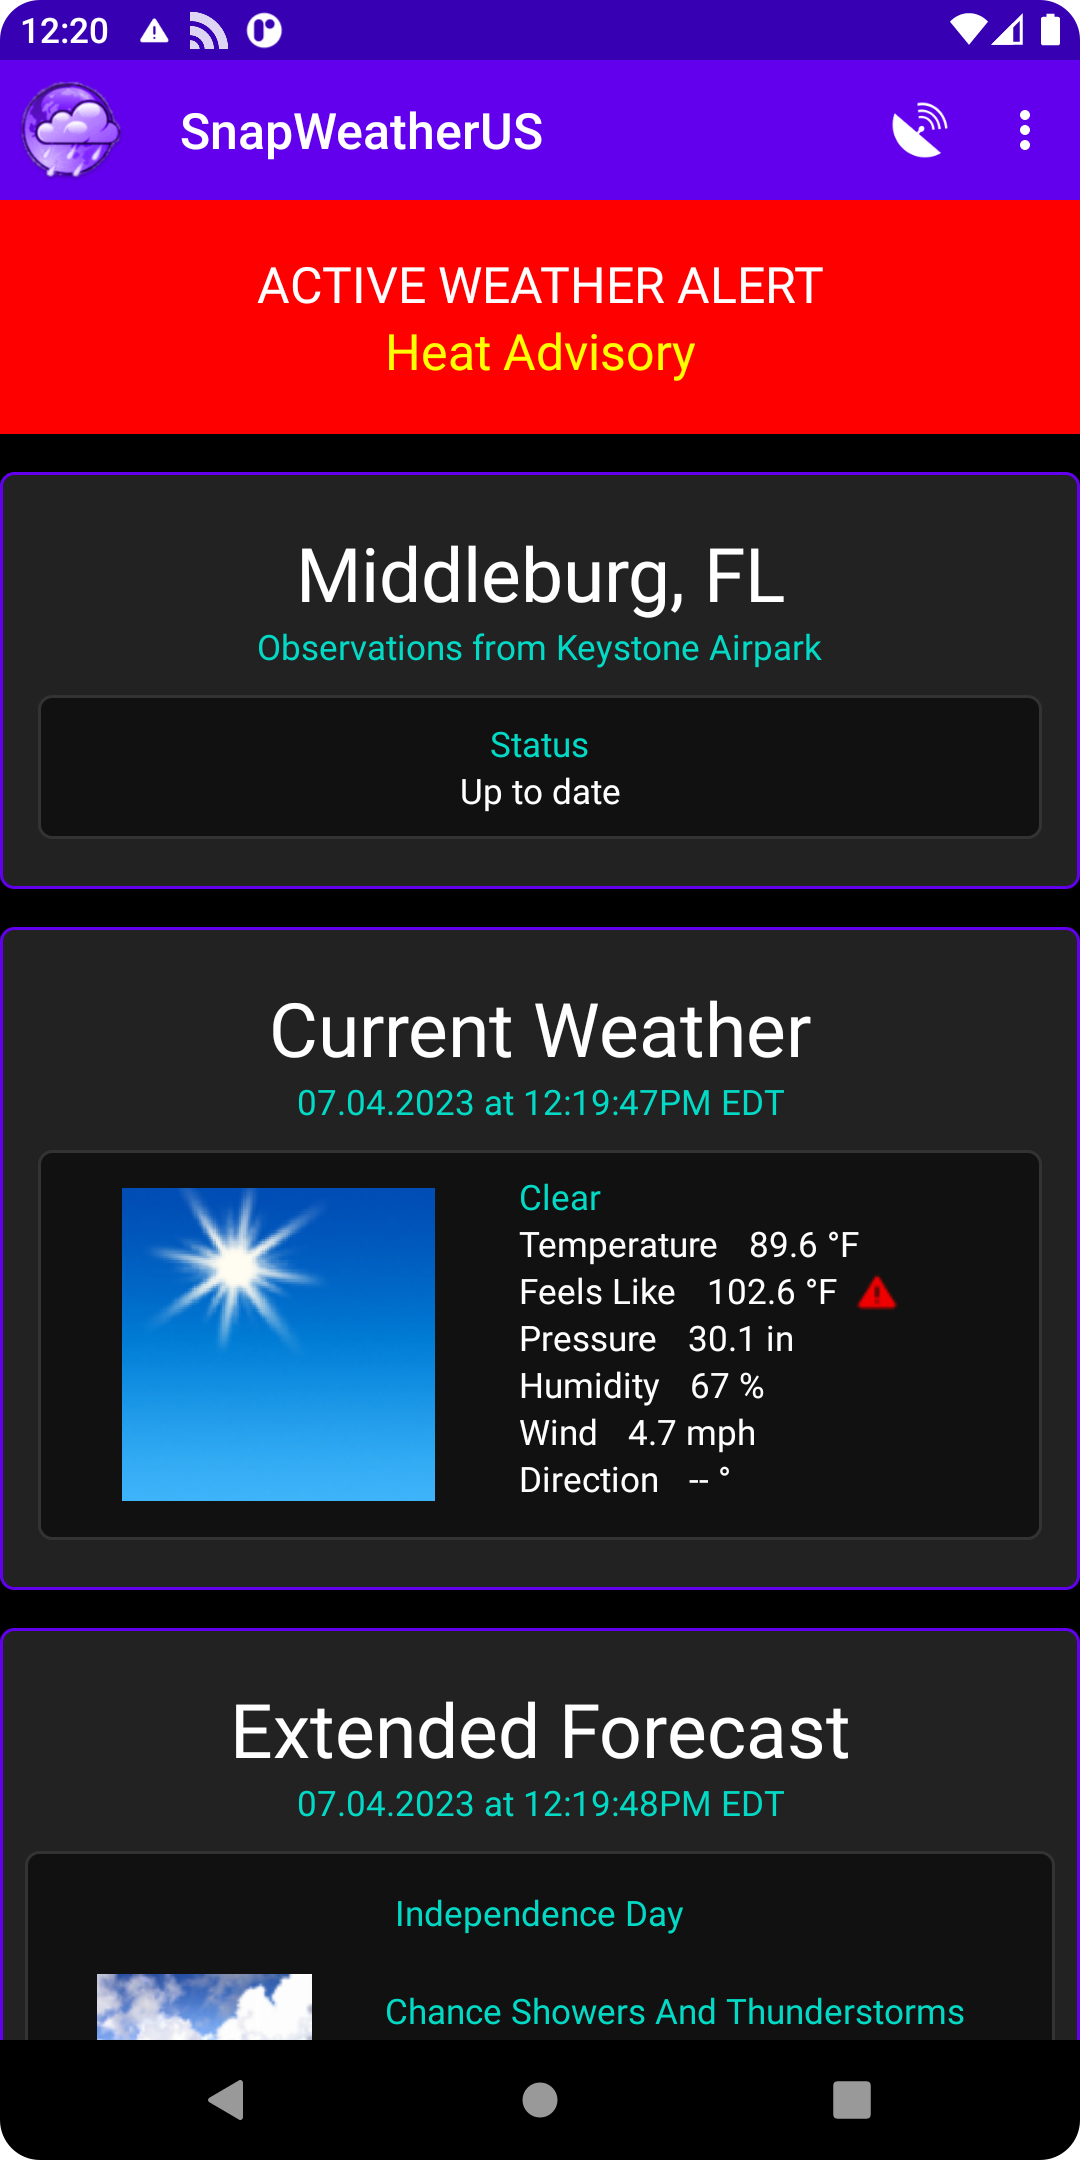 12:20
SnapWeatherUS
ACTIVE WEATHER ALERT
Heat Advisory
Middleburg, FL
Observations from Keystone Airpark
Status
Up to date
Current Weather
07.04.2023 at 12:19:47PM EDT
Clear
Temperature 89.6 °F
Feels Like 102.6 °F
Pressure 30.1 in
Humidity 67 %
Wind 4.7 mph
Direction -- °
Extended Forecast
07.04.2023 at 12:19:48PM EDT
Independence Day
Chance Showers And Thunderstorms